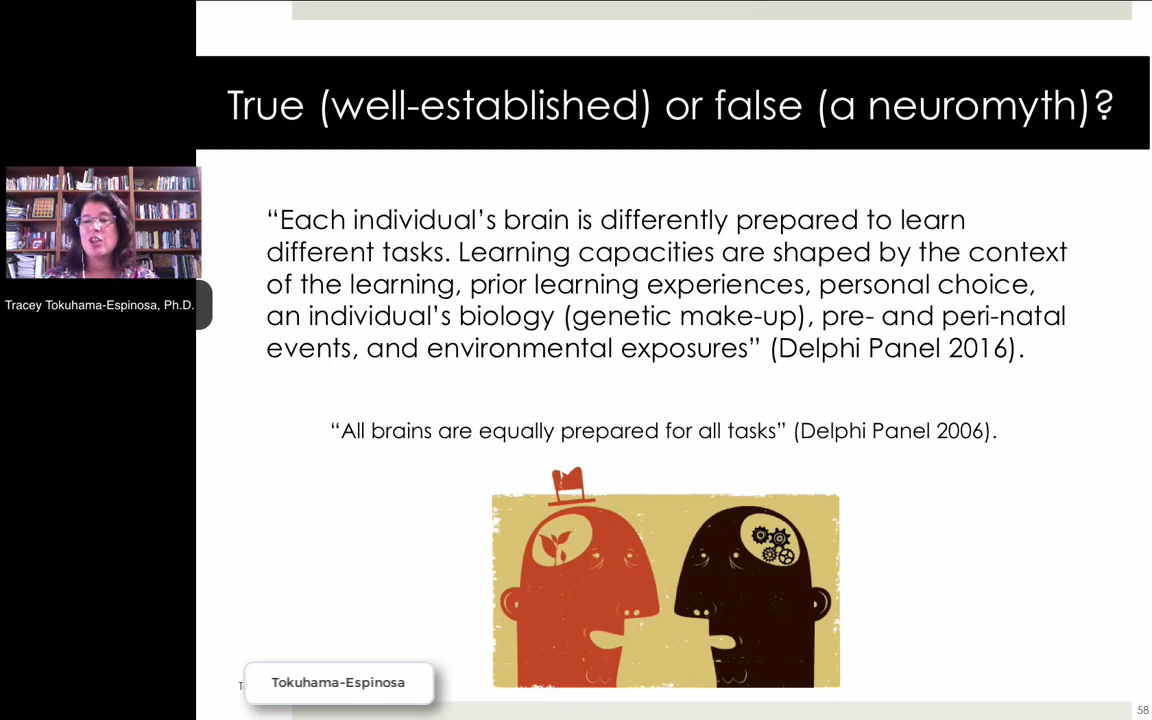 True (well-established) or false (a neuromyth)?
“Each individual’s brain is differently prepared to learn
different tasks. Learning capacities are shaped by the context
of the learning, prior learning experiences, personal choice,
an individual’s biology (genetic make-up), pre- and peri-natal
events, and environmental exposures” (Delphi Panel 2016).
Tracey Tokuhama-Espinosa, Ph.D.
“All brains are equally prepared for all tasks” (Delphi Panel 2006).
Tokuhama-Espinosa
58